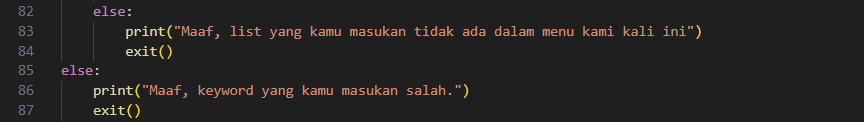 82 else:
83 print("Maaf, list yang kamu masukan tidak ada dalam menu kami kali ini")
84 exit()
85 else:
86 print("Maaf, keyword yang kamu masukan salah.")
87 exit()